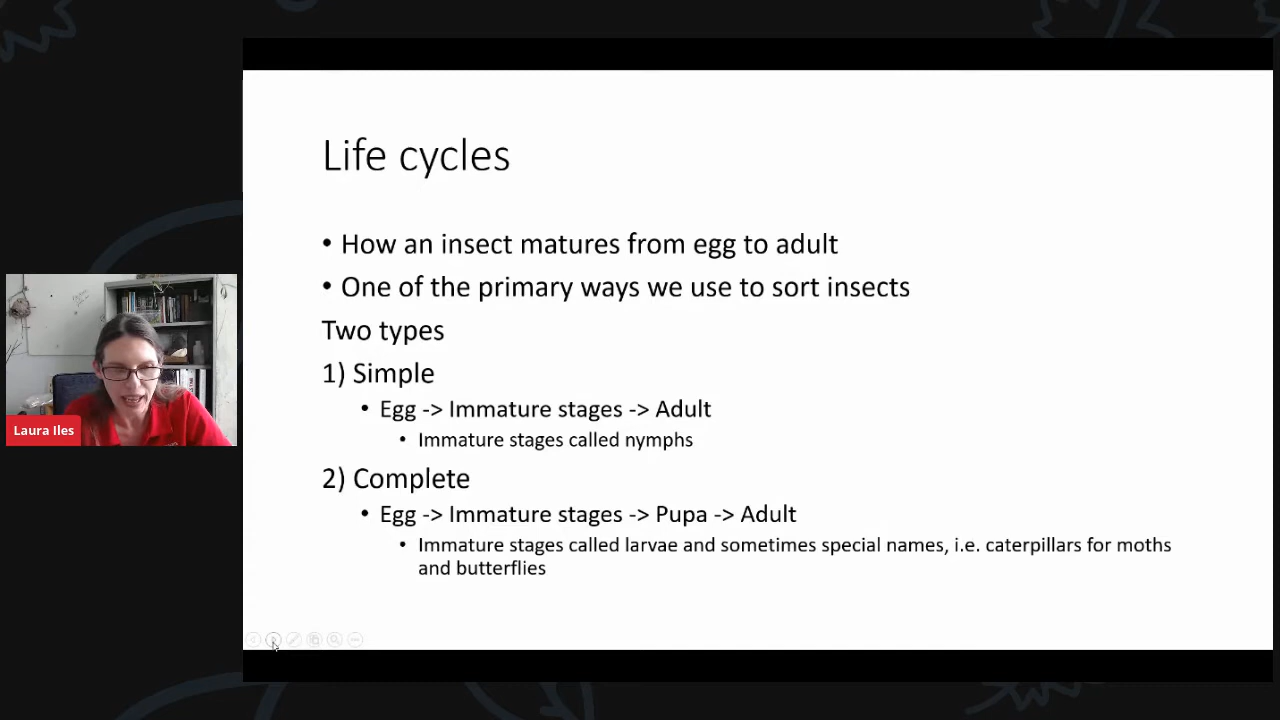 Life cycles
• How an insect matures from egg to adult
• One of the primary ways we use to sort insects
Two types
1) Simple
• Egg -> Immature stages -> Adult
• Immature stages called nymphs
2) Complete
• Egg -> Immature stages -> Pupa -> Adult
• Immature stages called larvae and sometimes special names, i.e. caterpillars for moths
and butterflies
Laura Iles